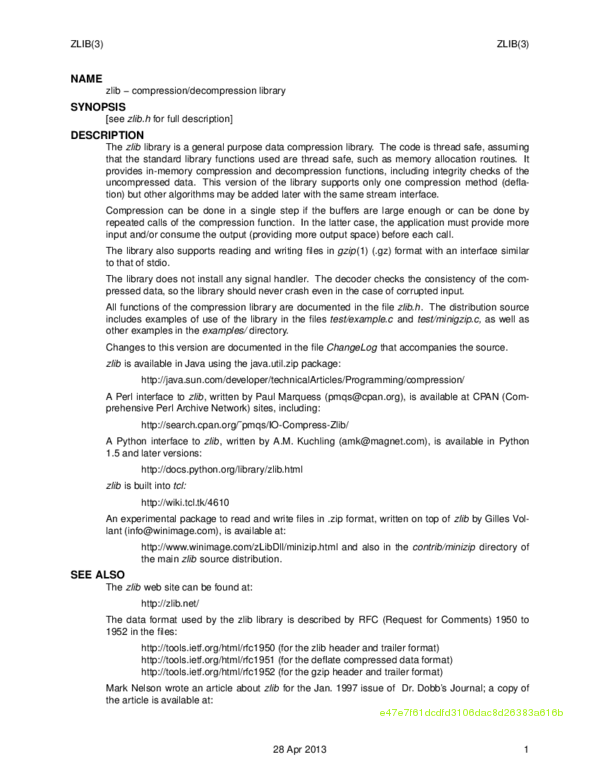 ZLIB(3) ZLIB(3)
NAME
zlib – compression/decompression library
SYNOPSIS
[see zlib.h for full description]
DESCRIPTION
The zlib library is a general purpose data compression library. The code is thread safe, assuming
that the standard library functions used are thread safe, such as memory allocation routines. It
provides in-memory compression and decompression functions, including integrity checks of the
uncompressed data. This version of the library supports only one compression method (defla-
tion) but other algorithms may be added later with the same stream interface.
Compression can be done in a single step if the buffers are large enough or can be done by
repeated calls of the compression function. In the latter case, the application must provide more
input and/or consume the output (providing more output space) before each call.
The library also supports reading and writing files in gzip(1) (.gz) format with an interface similar
to that of stdio.
The library does not install any signal handler. The decoder checks the consistency of the com-
pressed data, so the library should never crash even in the case of corrupted input.
All functions of the compression library are documented in the file zlib.h. The distribution source
includes examples of use of the library in the files test/example.c and test/minigzip.c, as well as
other examples in the examples/ directory.
Changes to this version are documented in the file ChangeLog that accompanies the source.
zlib is available in Java using the java.util.zip package:
http://java.sun.com/developer/technicalArticles/Programming/compression/
A Perl interface to zlib, written by Paul Marquess (pmqs@cpan.org), is available at CPAN (Com-
prehensive Perl Archive Network) sites, including:
http://search.cpan.org/~pmqs/IO-Compress-Zlib/
A Python interface to zlib, written by A.M. Kuchling (amk@magnet.com), is available in Python
1.5 and later versions:
http://docs.python.org/library/zlib.html
zlib is built into tcl:
http://wiki.tcl.tk/4610
An experimental package to read and write files in .zip format, written on top of zlib by Gilles Vol-
lant (info@winimage.com), is available at:
http://www.winimage.com/zLibDll/minizip.html and also in the contrib/minizip directory of
the main zlib source distribution.
SEE ALSO
The zlib web site can be found at:
http://zlib.net/
The data format used by the zlib library is described by RFC (Request for Comments) 1950 to
1952 in the files:
http://tools.ietf.org/html/rfc1950 (for the zlib header and trailer format)
http://tools.ietf.org/html/rfc1951 (for the deflate compressed data format)
http://tools.ietf.org/html/rfc1952 (for the gzip header and trailer format)
Mark Nelson wrote an article about zlib for the Jan. 1997 issue of Dr. Dobb's Journal; a copy of
the article is available at:
e47e7f61dcdfd3106dac8d26383a616b
28 Apr 2013 1